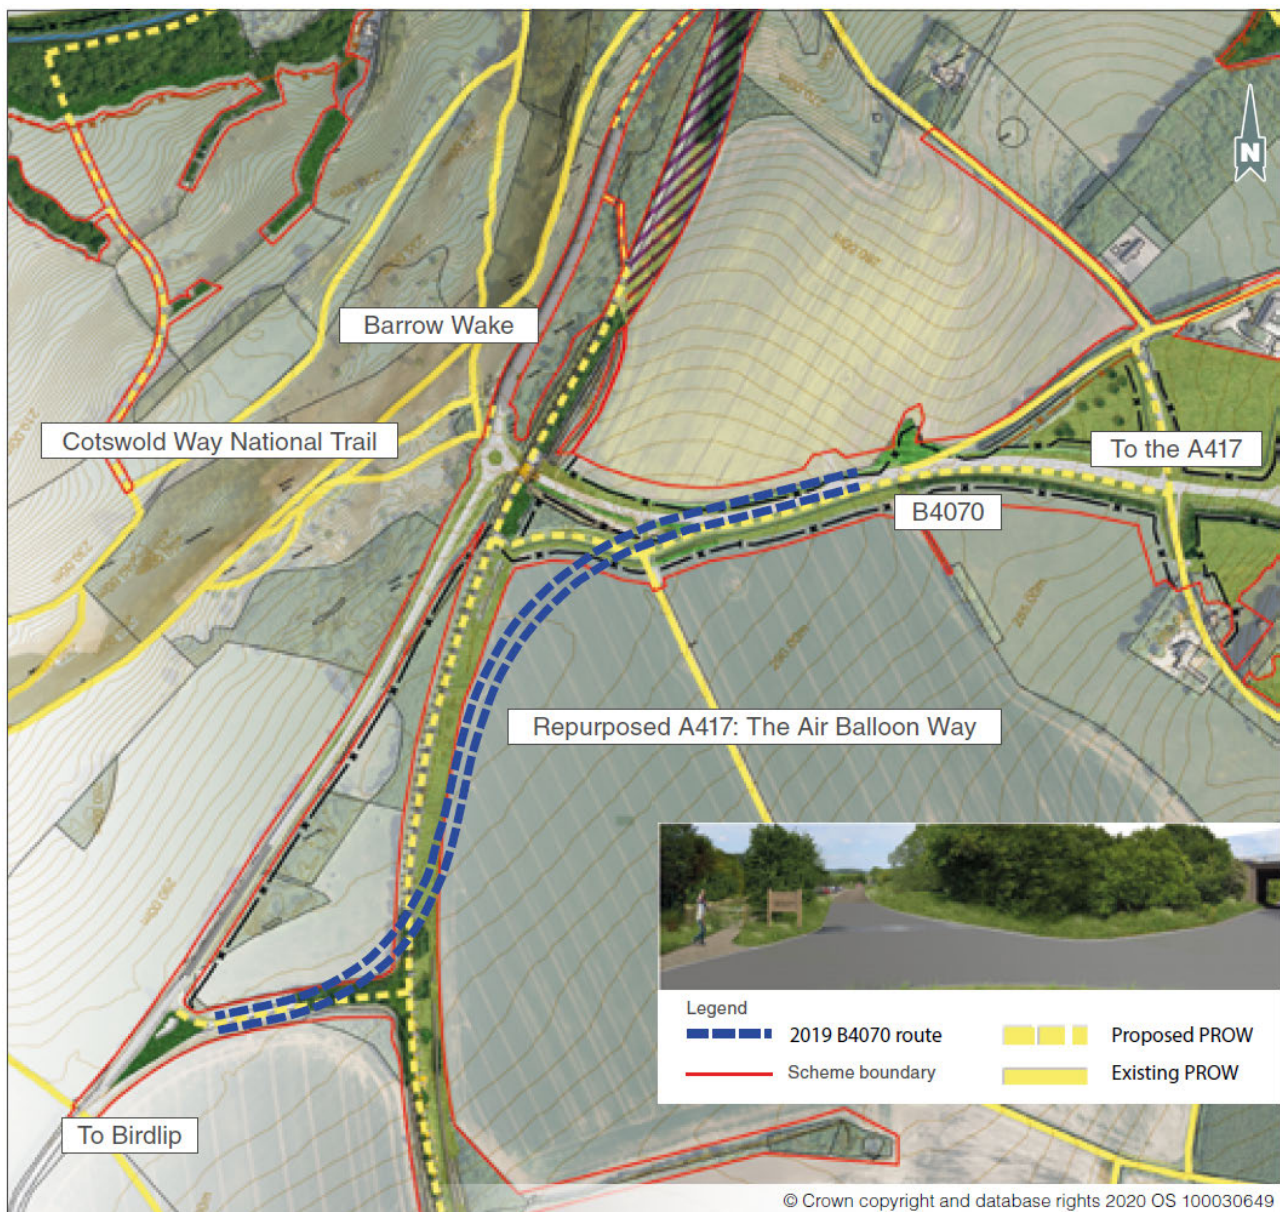 N
Barrow Wake
Cotswold Way National Trail
To the A417
B4070
Repurposed A417: The Air Balloon Way
Legend
2019 B4070 route
Proposed PROW
Scheme boundary
Existing PROW
To Birdlip
© Crown copyright and database rights 2020 OS 100030649